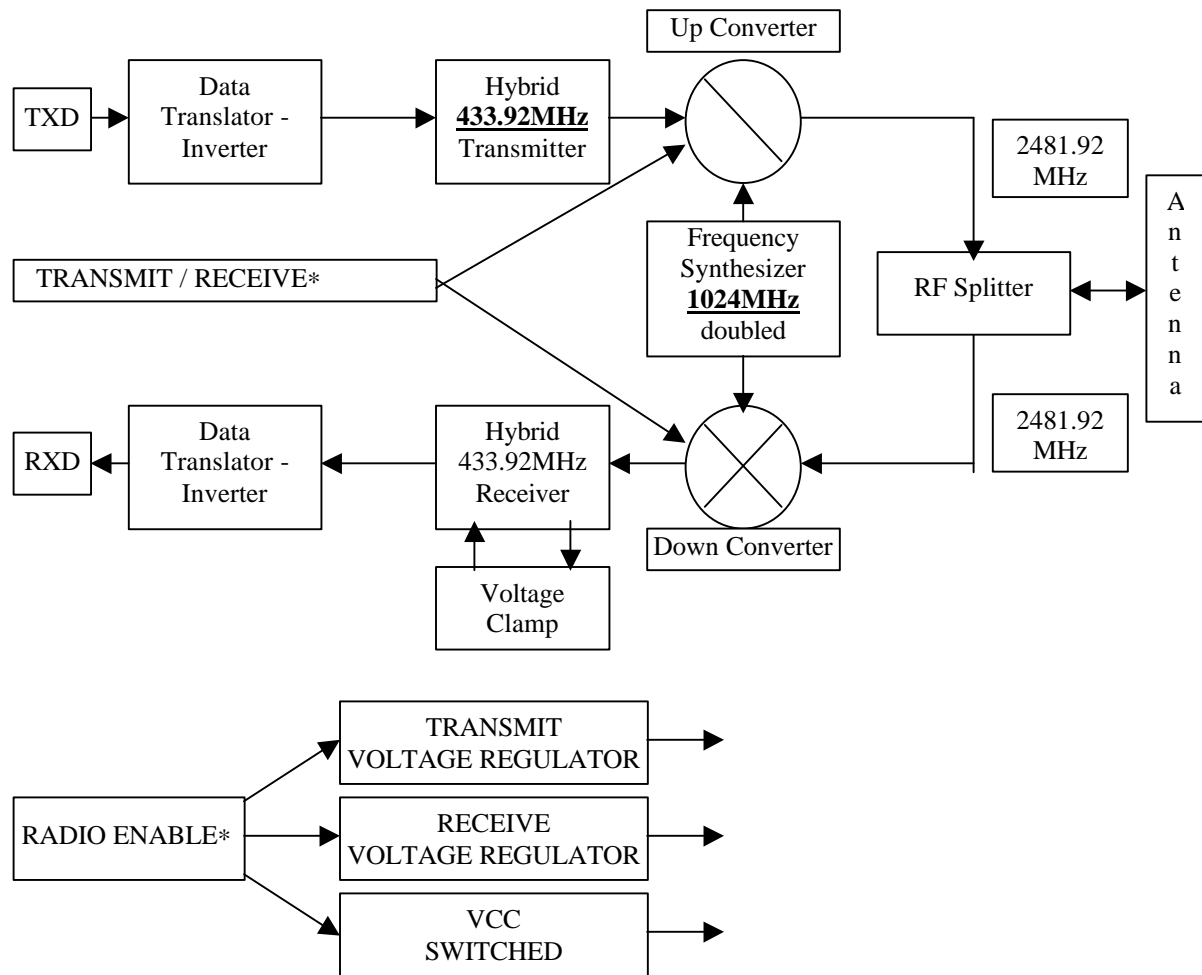 Up Converter
TXD
Data
Translator -
Inverter
Hybrid
433.92MHz
Transmitter
2481.92
MHz
A
n
t
e
n
n
a
TRANSMIT / RECEIVE*
Frequency
Synthesizer
1024MHz
doubled
RF Splitter
RXD
Data
Translator -
Inverter
Hybrid
433.92MHz
Receiver
2481.92
MHz
Down Converter
Voltage
Clamp
TRANSMIT
VOLTAGE REGULATOR
RADIO ENABLE*
RECEIVE
VOLTAGE REGULATOR
VCC
SWITCHED